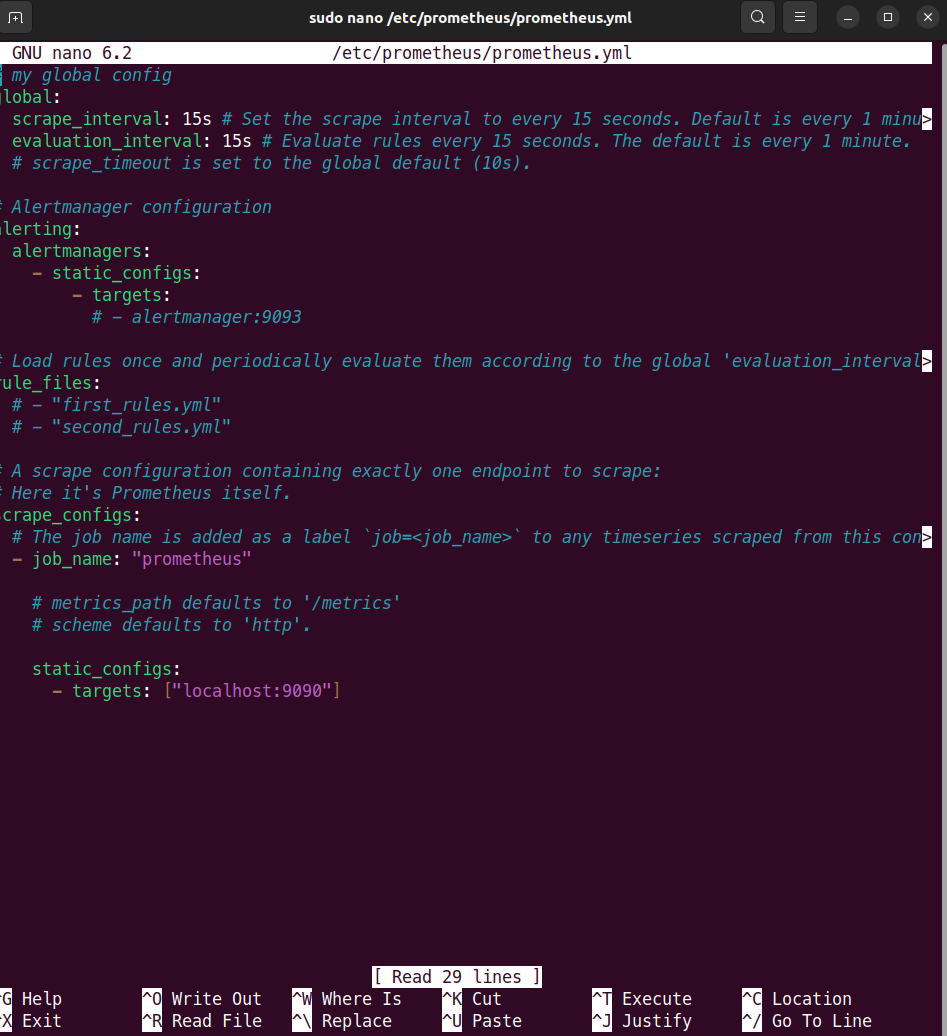 sudo nano /etc/prometheus/prometheus.yml
GNU nano 6.2 /etc/prometheus/prometheus.yml
# my global config
global:
  scrape_interval: 15s # Set the scrape interval to every 15 seconds. Default is every 1 minu>
  evaluation_interval: 15s # Evaluate rules every 15 seconds. The default is every 1 minute.
  # scrape_timeout is set to the global default (10s).

# Alertmanager configuration
alerting:
  alertmanagers:
    - static_configs:
        - targets:
          # - alertmanager:9093

# Load rules once and periodically evaluate them according to the global 'evaluation_interval>
rule_files:
  # - "first_rules.yml"
  # - "second_rules.yml"

# A scrape configuration containing exactly one endpoint to scrape:
# Here it's Prometheus itself.
scrape_configs:
  # The job name is added as a label `job=<job_name>` to any timeseries scraped from this con>
  - job_name: "prometheus"

    # metrics_path defaults to '/metrics'
    # scheme defaults to 'http'.

    static_configs:
      - targets: ["localhost:9090"]

[ Read 29 lines ]
^G Help ^O Write Out ^W Where Is ^K Cut ^T Execute ^C Location
^X Exit ^R Read File ^\ Replace ^U Paste ^J Justify ^/ Go To Line